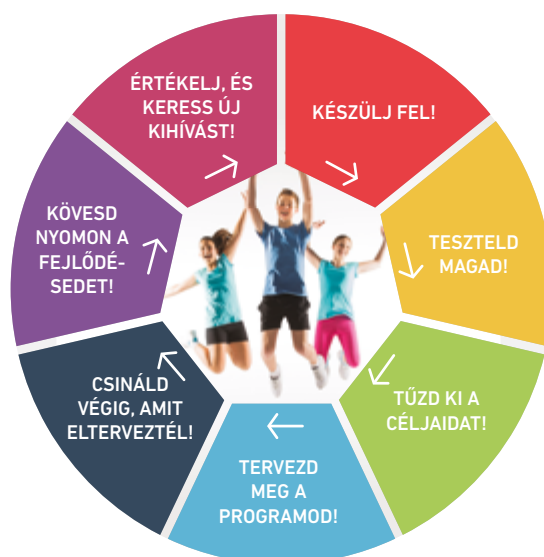 KÉSZÜLJ FEL!
TESZTELD
MAGAD!
TŰZD KI A
CÉLJAIDAT!
TERVEZD
MEG A
PROGRAMOD!
CSINÁLD
VÉGIG, AMIT
ELTERVEZTÉL!
KÖVESD
NYOMON A
FEJLŐDÉ-
SEDET!
ÉRTÉKELJ, ÉS
KERESS ÚJ
KIHÍVÁST!